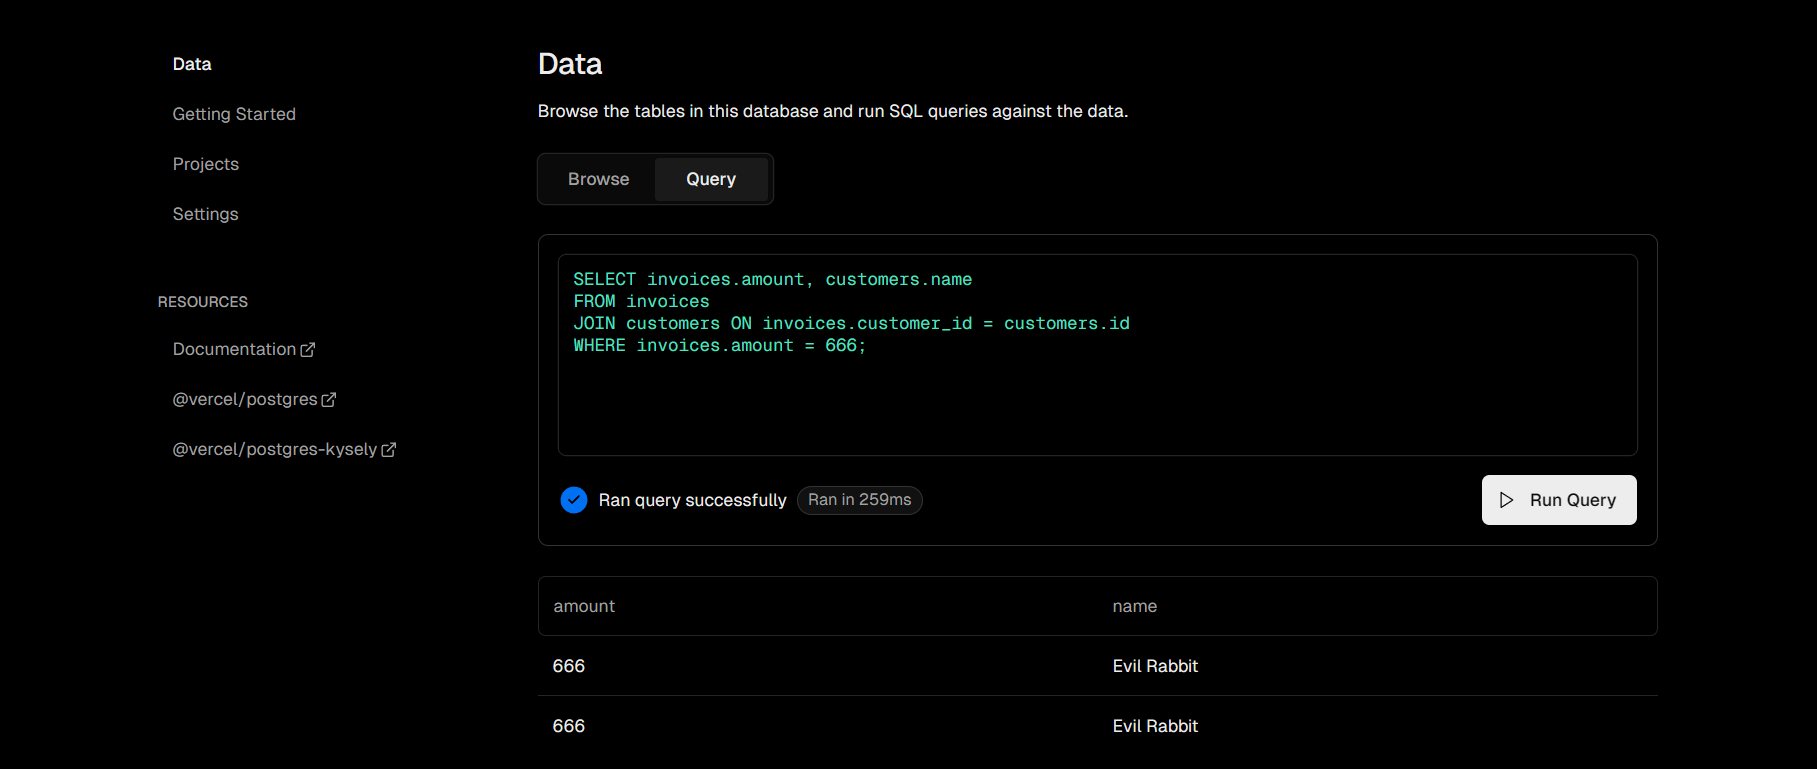 Data
Getting Started
Projects
Settings
RESOURCES
Documentation
@vercel/postgres
@vercel/postgres-kysely
Data
Browse the tables in this database and run SQL queries against the data.
Browse Query
SELECT invoices.amount, customers.name
FROM invoices
JOIN customers ON invoices.customer_id = customers.id
WHERE invoices.amount = 666;
Ran query successfully Ran in 259ms
Run Query
amount name
666 Evil Rabbit
666 Evil Rabbit